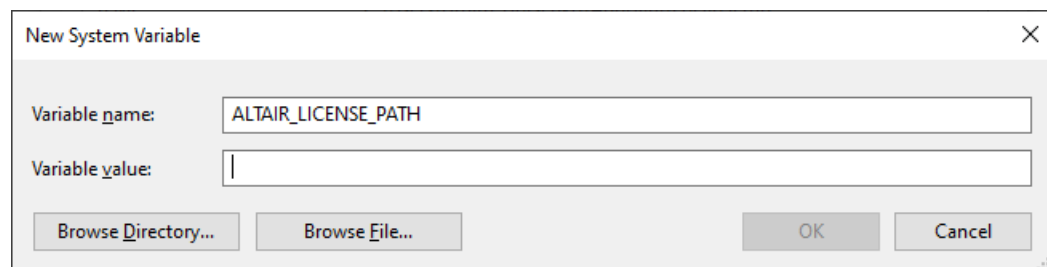 New System Variable
Variable name:
ALTAIR_LICENSE_PATH
Variable value:
Browse Directory...
Browse File...
OK
Cancel